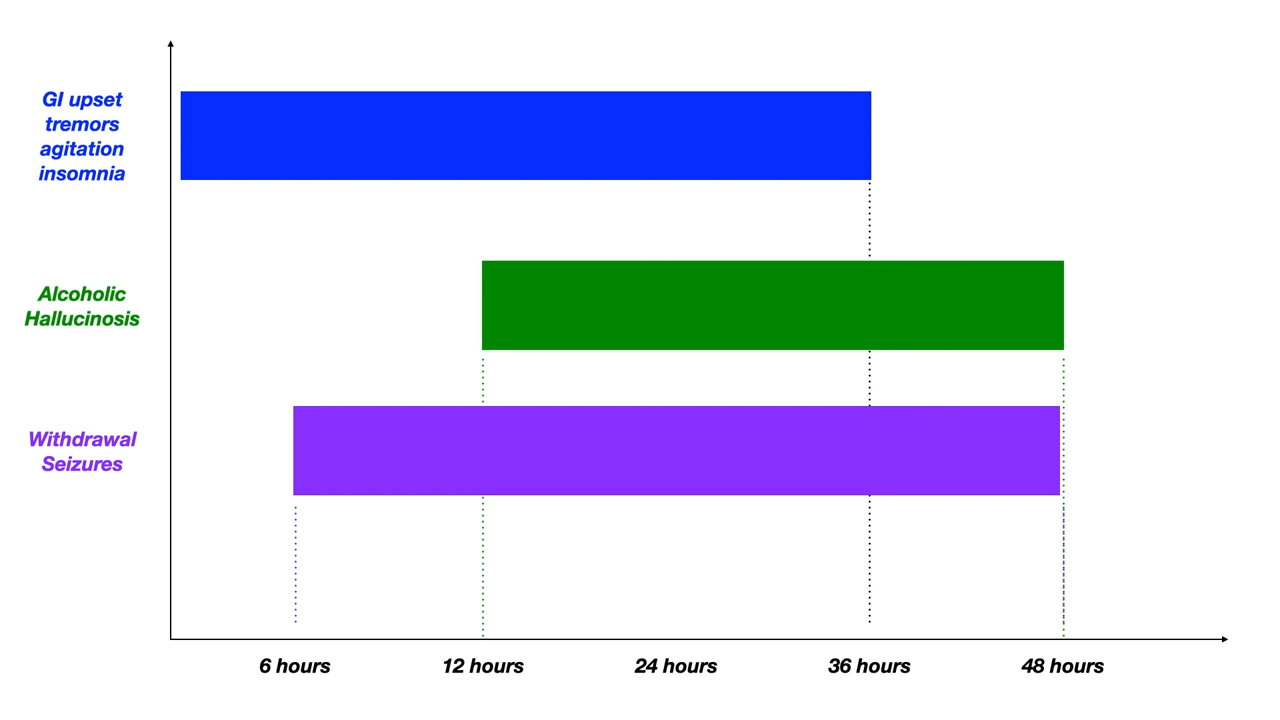 GI upset
tremors
agitation
insomnia
Alcoholic
Hallucinosis
Withdrawal
Seizures
6 hours
12 hours
24 hours
36 hours
48 hours